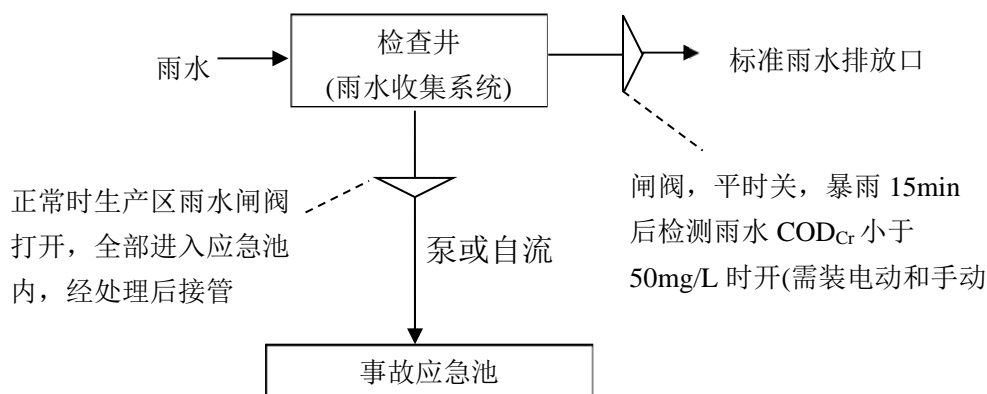 雨水
检查井
(雨水收集系统)
标准雨水排放口
正常时生产区雨水闸阀
打开，全部进入应急池
内，经处理后接管
泵或自流
闸阀，平时关，暴雨 15min
后检测雨水 CODCr 小于
50mg/L 时开(需装电动和手动
事故应急池